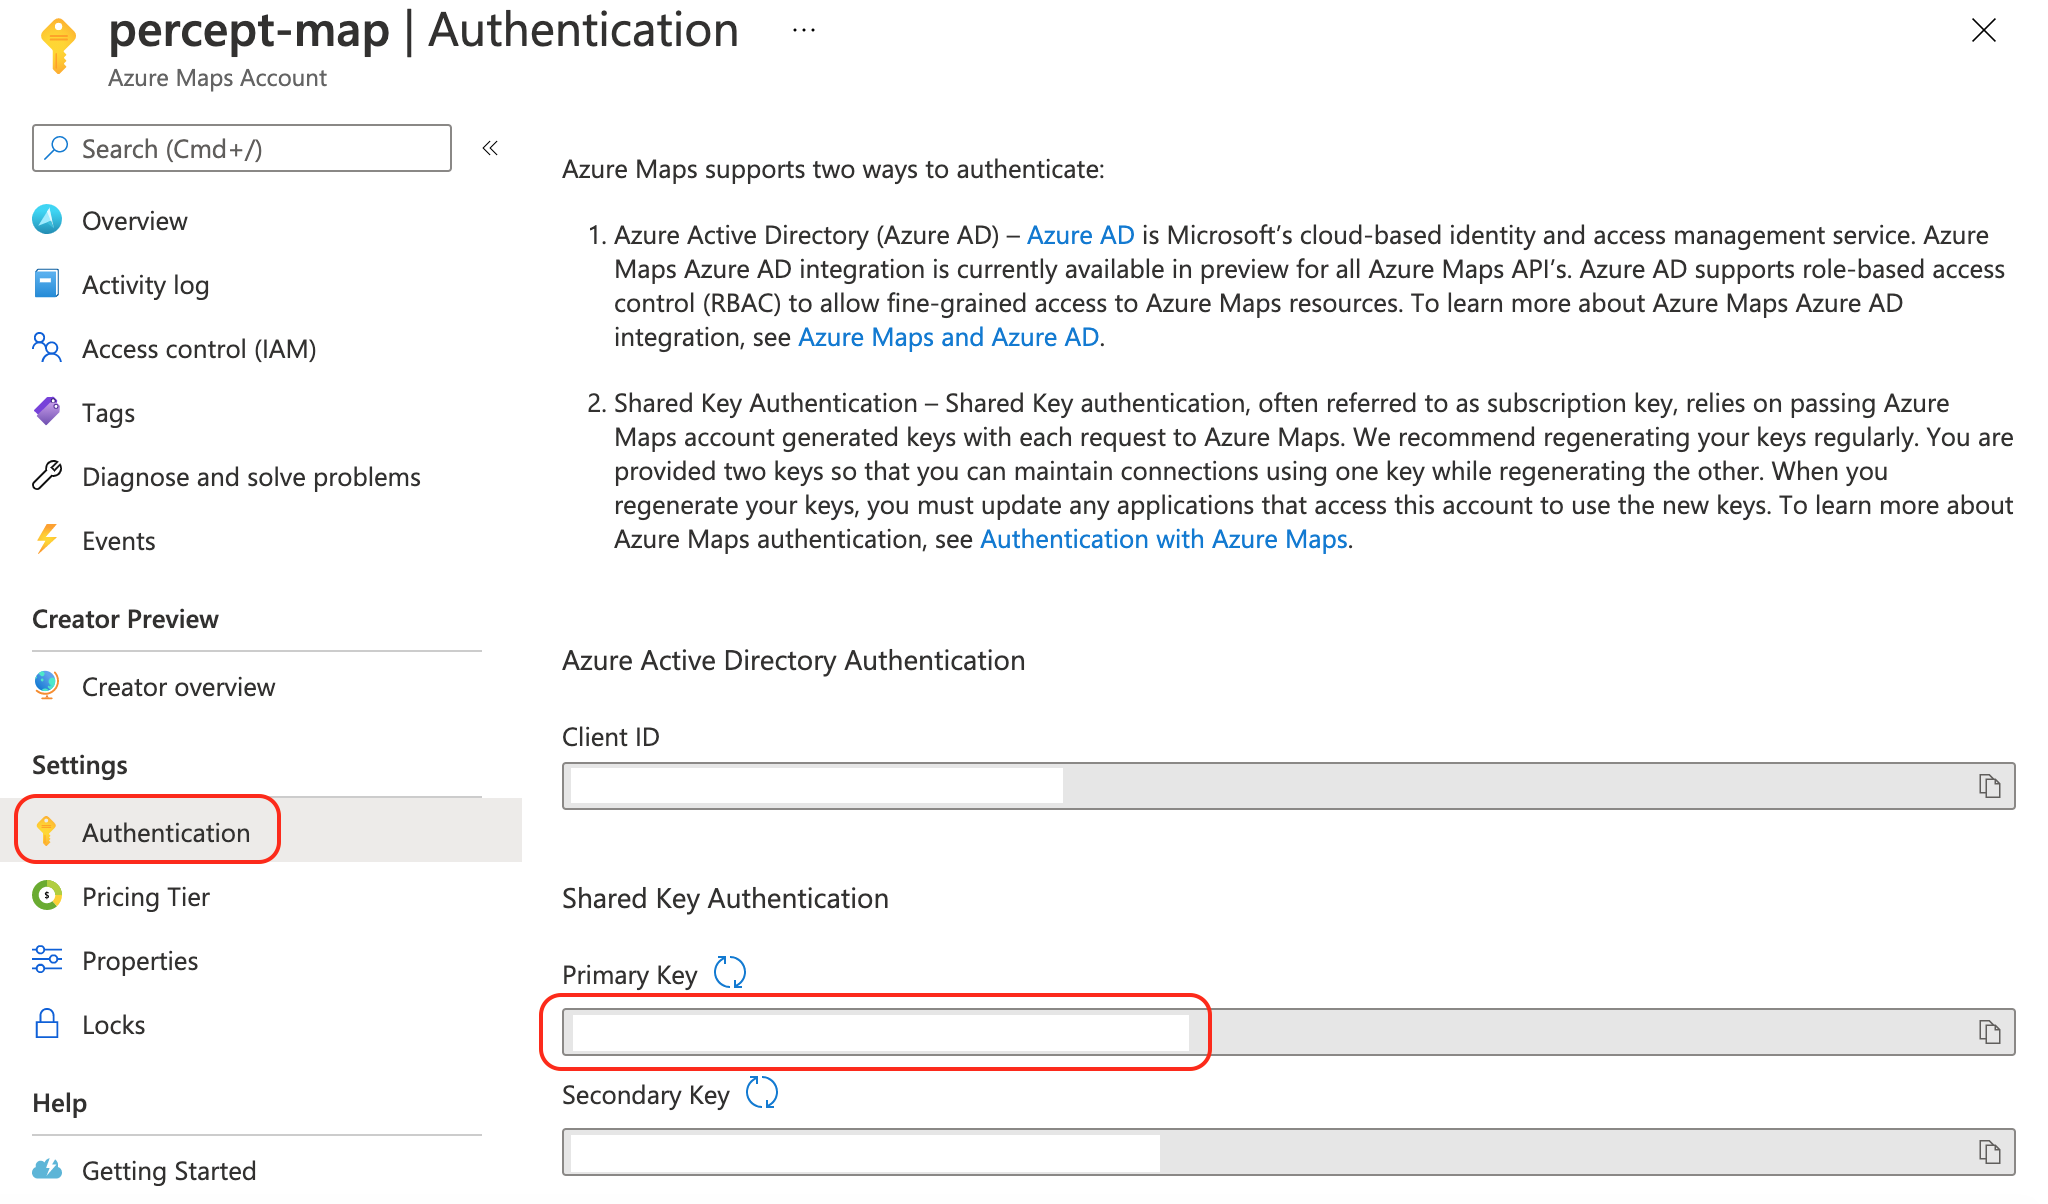 percept-map | Authentication ...
Azure Maps Account
Search (Cmd+/)
«
Overview
Activity log
Access control (IAM)
Tags
Diagnose and solve problems
Events
Creator Preview
Creator overview
Settings
Authentication
Pricing Tier
Properties
Locks
Help
Getting Started
Azure Maps supports two ways to authenticate:
1. Azure Active Directory (Azure AD) – Azure AD is Microsoft’s cloud-based identity and access management service. Azure
Maps Azure AD integration is currently available in preview for all Azure Maps API’s. Azure AD supports role-based access
control (RBAC) to allow fine-grained access to Azure Maps resources. To learn more about Azure Maps Azure AD
integration, see Azure Maps and Azure AD.
2. Shared Key Authentication – Shared Key authentication, often referred to as subscription key, relies on passing Azure
Maps account generated keys with each request to Azure Maps. We recommend regenerating your keys regularly. You are
provided two keys so that you can maintain connections using one key while regenerating the other. When you
regenerate your keys, you must update any applications that access this account to use the new keys. To learn more about
Azure Maps authentication, see Authentication with Azure Maps.
Azure Active Directory Authentication
Client ID
Shared Key Authentication
Primary Key
Secondary Key